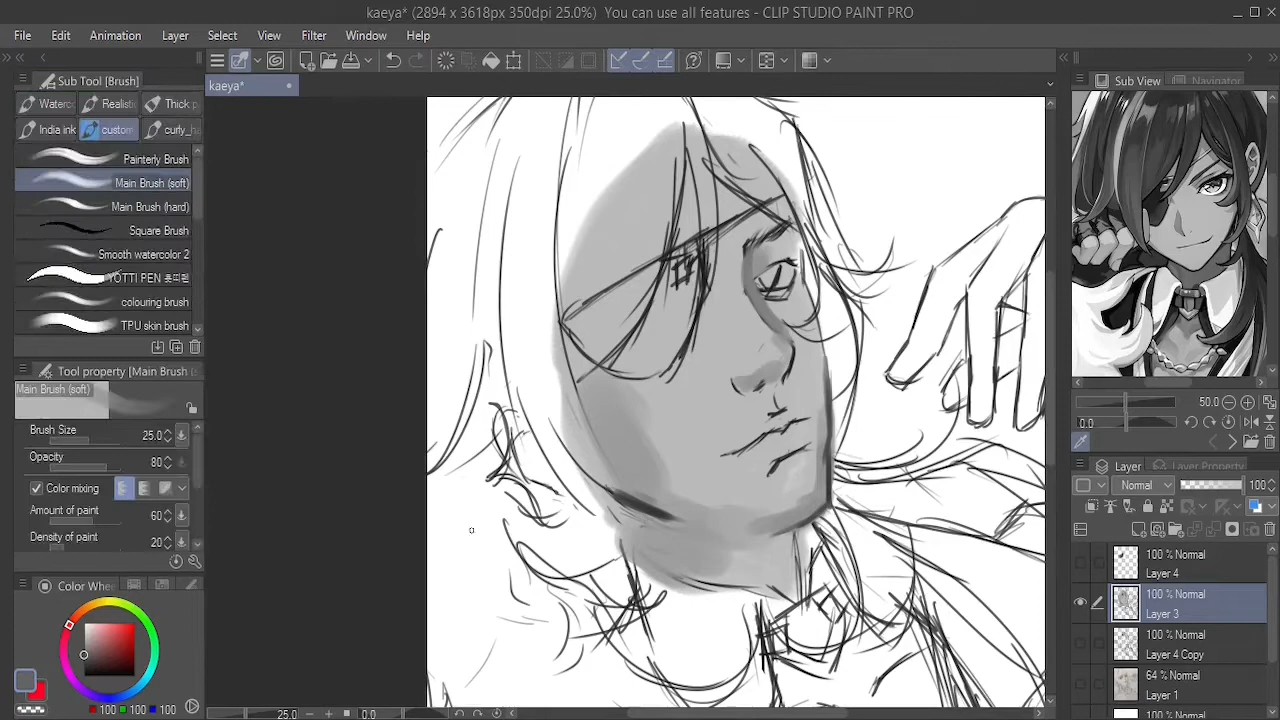 kaeya* (2894 x 3618px 350dpi 25.0%)  You can use all features - CLIP STUDIO PAINT PRO
File Edit Animation Layer Select View Filter Window Help
Sub Tool [Brush]
kaeya*
Sub View Navigator
Waterc Realistic Thick p
India ink custom curly_h
Painterly Brush
Main Brush (soft)
Main Brush (hard)
Square Brush
Smooth watercolor 2
colouring brush
TPU skin brush
Tool property [Main Brush (s
Main Brush (soft)
Brush Size 25.0
Opacity 80
Color mixing
Amount of paint 60
Density of paint 20
Color Whe
100 100 100
25.0 0.0
50.0
0.0
Layer Layer Property
Normal 100
100 % Normal
Layer 4
100 % Normal
Layer 3
100 % Normal
Layer 4 Copy
64 % Normal
Layer 1
100 % Normal